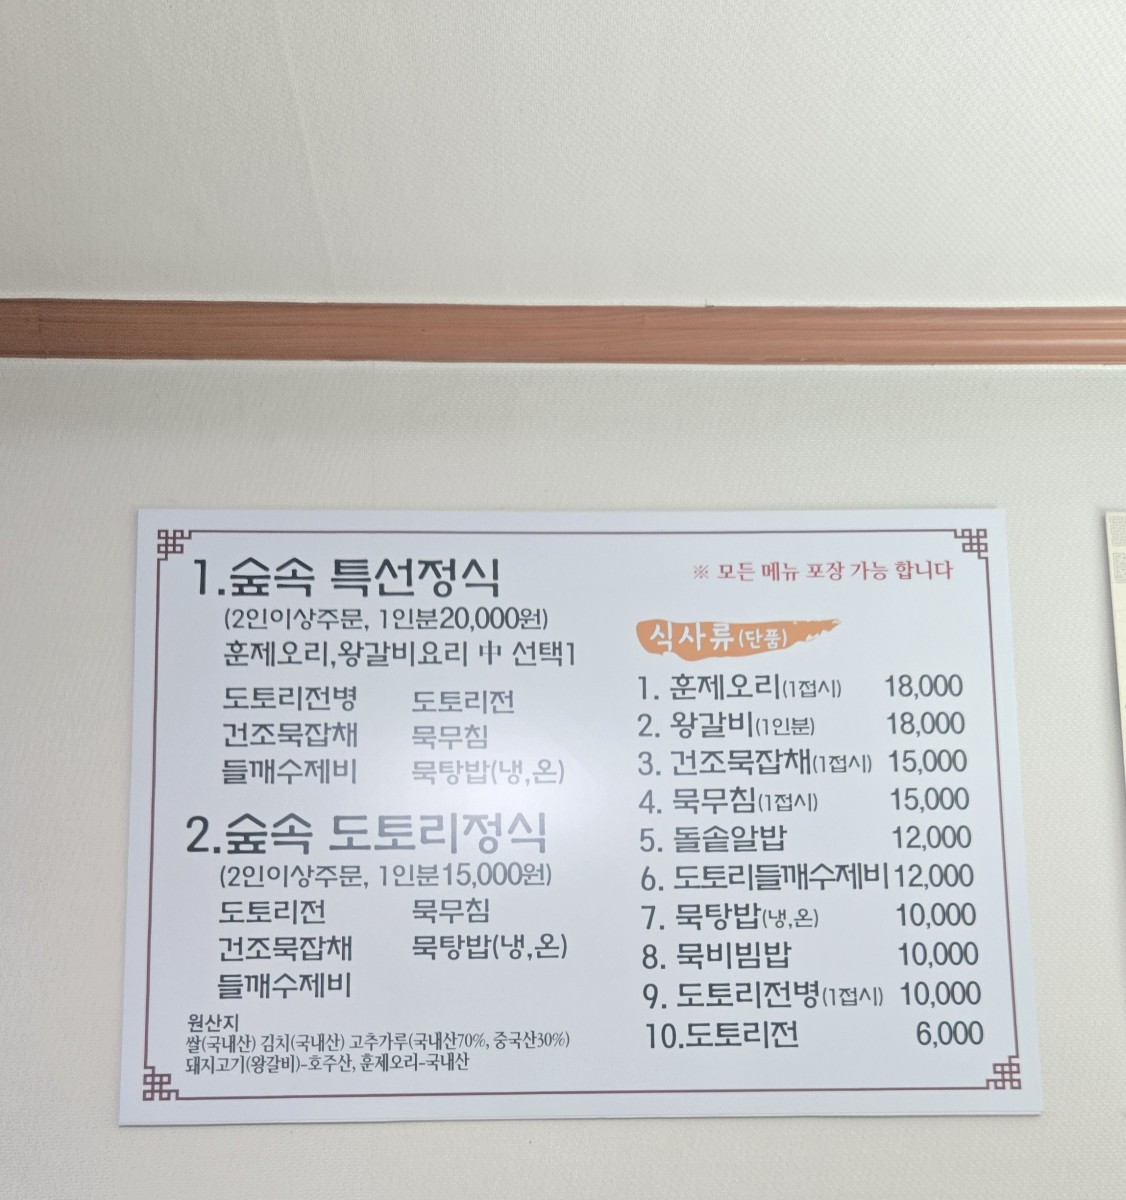 1.숲속 특선정식
(2인이상주문, 1인분20,000원)
훈제오리,왕갈비요리 中 선택1
도토리전병 도토리전
건조묵잡채 묵무침
들깨수제비 묵탕밥(냉,온)
2.숲속 도토리정식
(2인이상주문, 1인분15,000원)
도토리전 묵무침
건조묵잡채 묵탕밥(냉,온)
들깨수제비
원산지
쌀(국내산) 김치(국내산) 고추가루(국내산70%, 중국산30%)
돼지고기(왕갈비)-호주산, 훈제오리-국내산
※ 모든 메뉴 포장 가능 합니다
식사류(단품)
1. 훈제오리(1접시) 18,000
2. 왕갈비(1인분) 18,000
3. 건조묵잡채(1접시) 15,000
4. 묵무침(1접시) 15,000
5. 돌솥알밥 12,000
6. 도토리들깨수제비 12,000
7. 묵탕밥(냉,온) 10,000
8. 묵비빔밥 10,000
9. 도토리전병(1접시) 10,000
10.도토리전 6,000